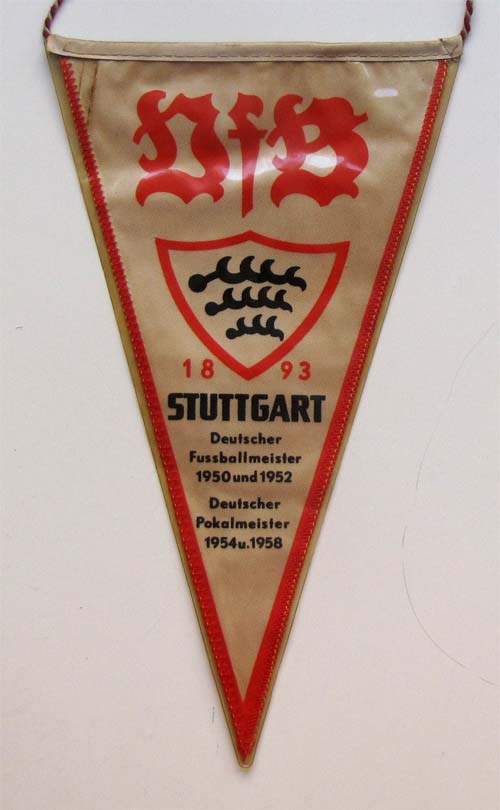 VfB
18 93
STUTTGART
Deutscher
Fussballmeister
1950 und 1952
Deutscher
Pokalmeister
1954 u. 1958